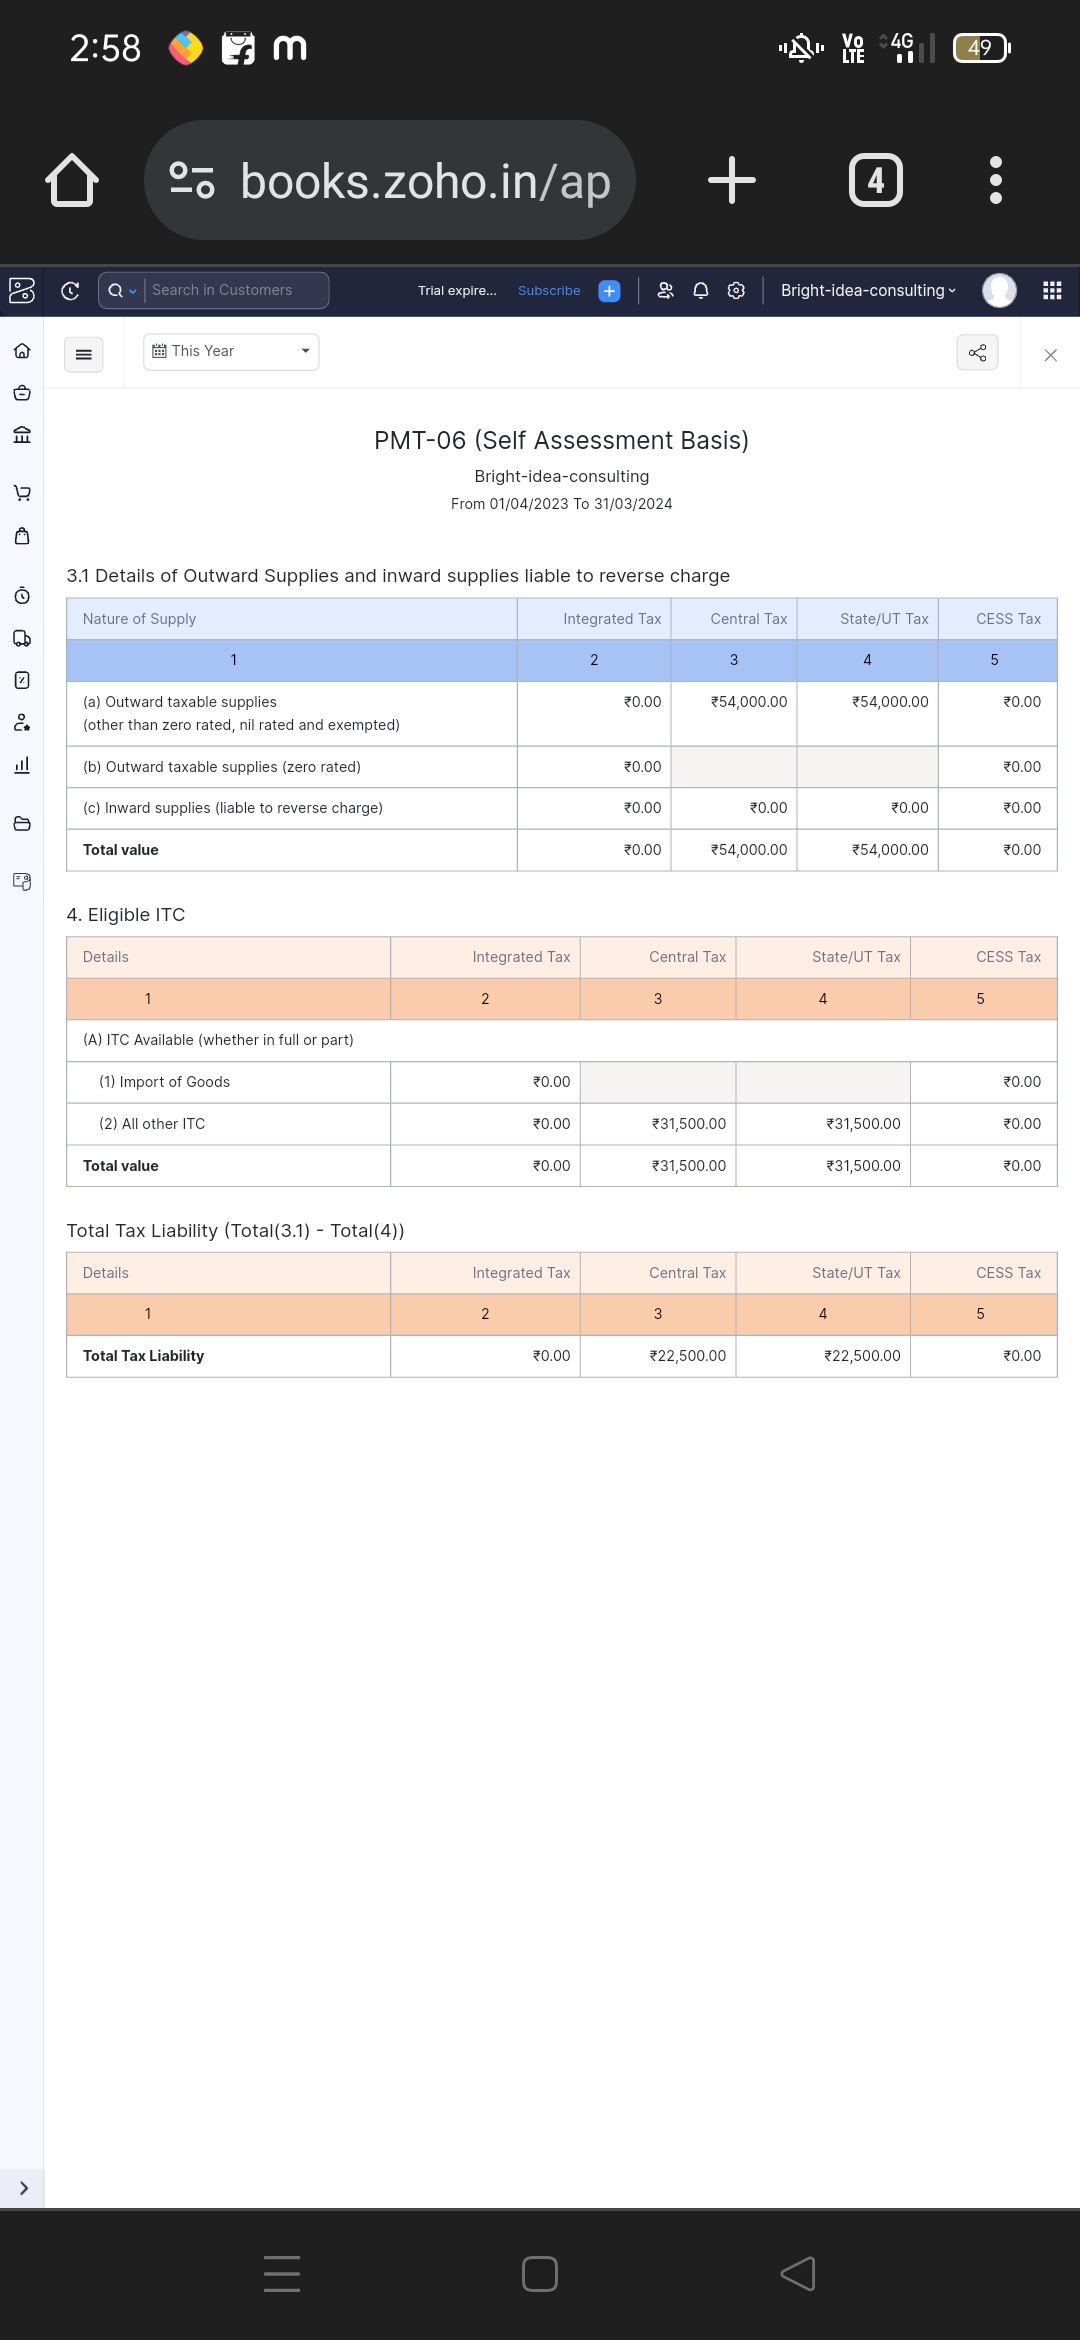 2:58 m Vo LTE 4G 49
books.zoho.in/ap 4
Search in Customers Trial expire... Subscribe Bright-idea-consulting
This Year
PMT-06 (Self Assessment Basis)
Bright-idea-consulting
From 01/04/2023 To 31/03/2024
3.1 Details of Outward Supplies and inward supplies liable to reverse charge
Nature of Supply Integrated Tax Central Tax State/UT Tax CESS Tax
1 2 3 4 5
(a) Outward taxable supplies ₹0.00 ₹54,000.00 ₹54,000.00 ₹0.00
(other than zero rated, nil rated and exempted)
(b) Outward taxable supplies (zero rated) ₹0.00 ₹0.00
(c) Inward supplies (liable to reverse charge) ₹0.00 ₹0.00 ₹0.00 ₹0.00
Total value ₹0.00 ₹54,000.00 ₹54,000.00 ₹0.00
4. Eligible ITC
Details Integrated Tax Central Tax State/UT Tax CESS Tax
1 2 3 4 5
(A) ITC Available (whether in full or part)
(1) Import of Goods ₹0.00 ₹0.00
(2) All other ITC ₹0.00 ₹31,500.00 ₹31,500.00 ₹0.00
Total value ₹0.00 ₹31,500.00 ₹31,500.00 ₹0.00
Total Tax Liability (Total(3.1) - Total(4))
Details Integrated Tax Central Tax State/UT Tax CESS Tax
1 2 3 4 5
Total Tax Liability ₹0.00 ₹22,500.00 ₹22,500.00 ₹0.00